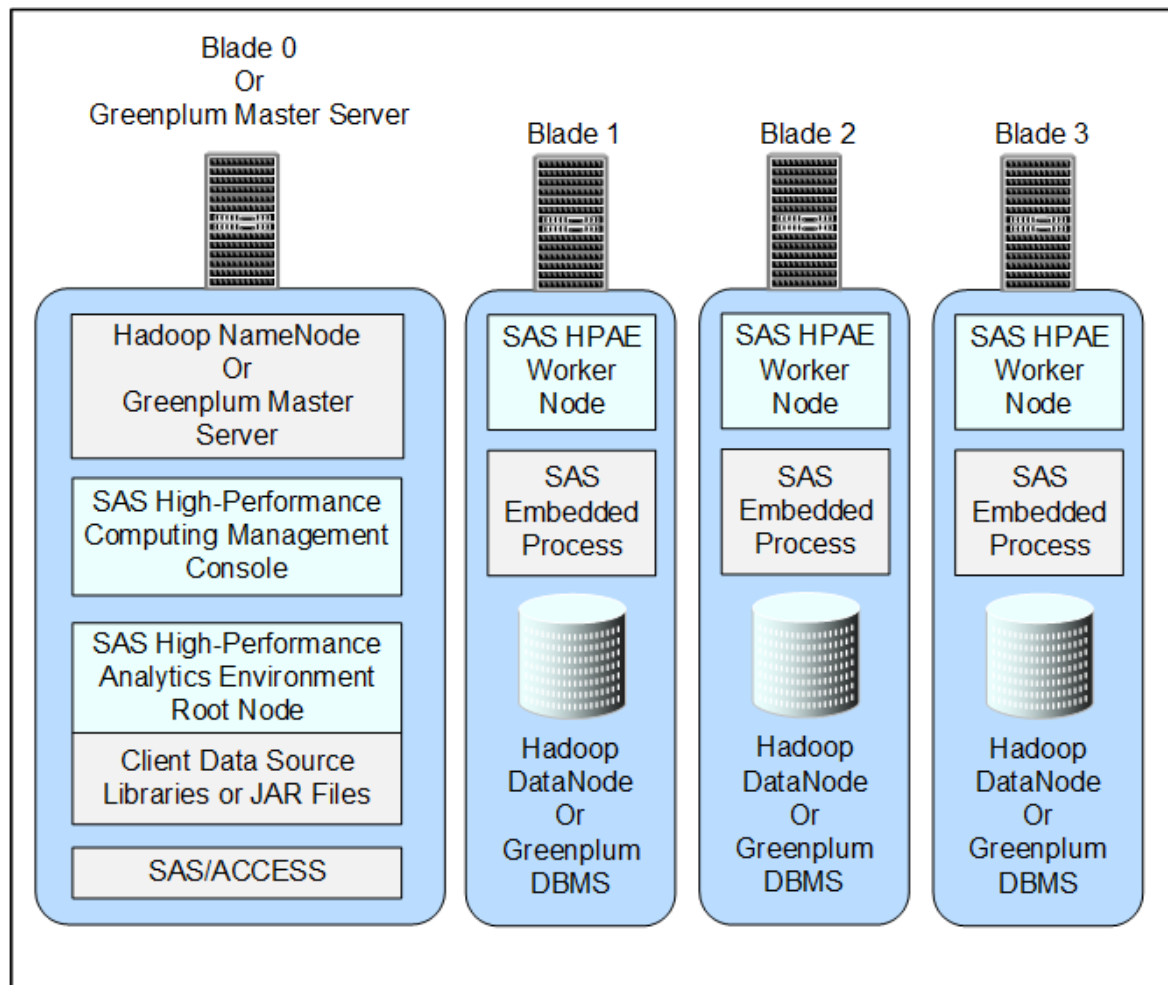 Blade 0
Or
Greenplum Master Server
Blade 1
Blade 2
Blade 3
Hadoop NameNode
Or
Greenplum Master
Server
SAS High-Performance
Computing Management
Console
SAS High-Performance
Analytics Environment
Root Node
Client Data Source
Libraries or JAR Files
SAS/ACCESS
SAS HPAE
Worker
Node
SAS
Embedded
Process
Hadoop
DataNode
Or
Greenplum
DBMS
SAS HPAE
Worker
Node
SAS
Embedded
Process
Hadoop
DataNode
Or
Greenplum
DBMS
SAS HPAE
Worker
Node
SAS
Embedded
Process
Hadoop
DataNode
Or
Greenplum
DBMS